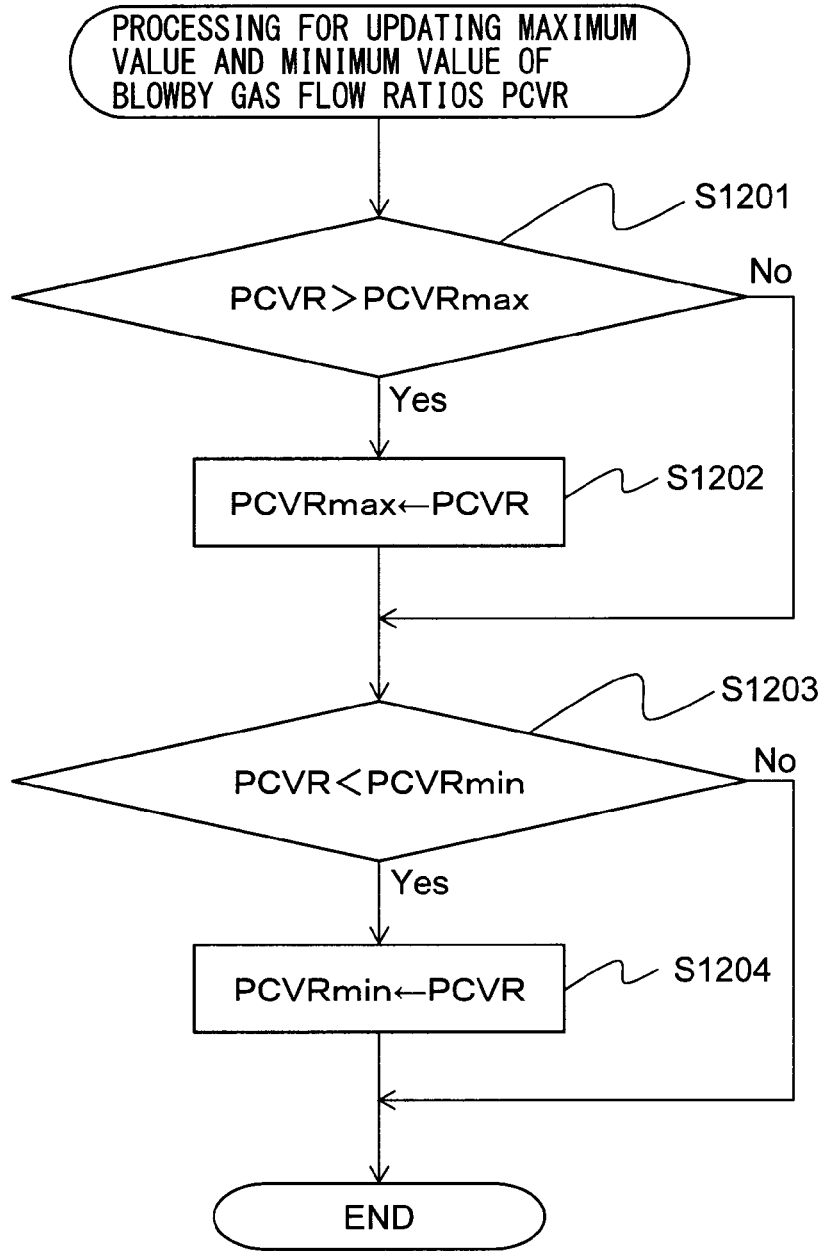 PROCESSING FOR UPDATING MAXIMUM
VALUE AND MINIMUM VALUE OF
BLOWBY GAS FLOW RATIOS PCVR
S1201
PCVR>PCVRmax
No
Yes
PCVRmax←PCVR
S1202
S1203
PCVR<PCVRmin
No
Yes
PCVRmin←PCVR
S1204
END